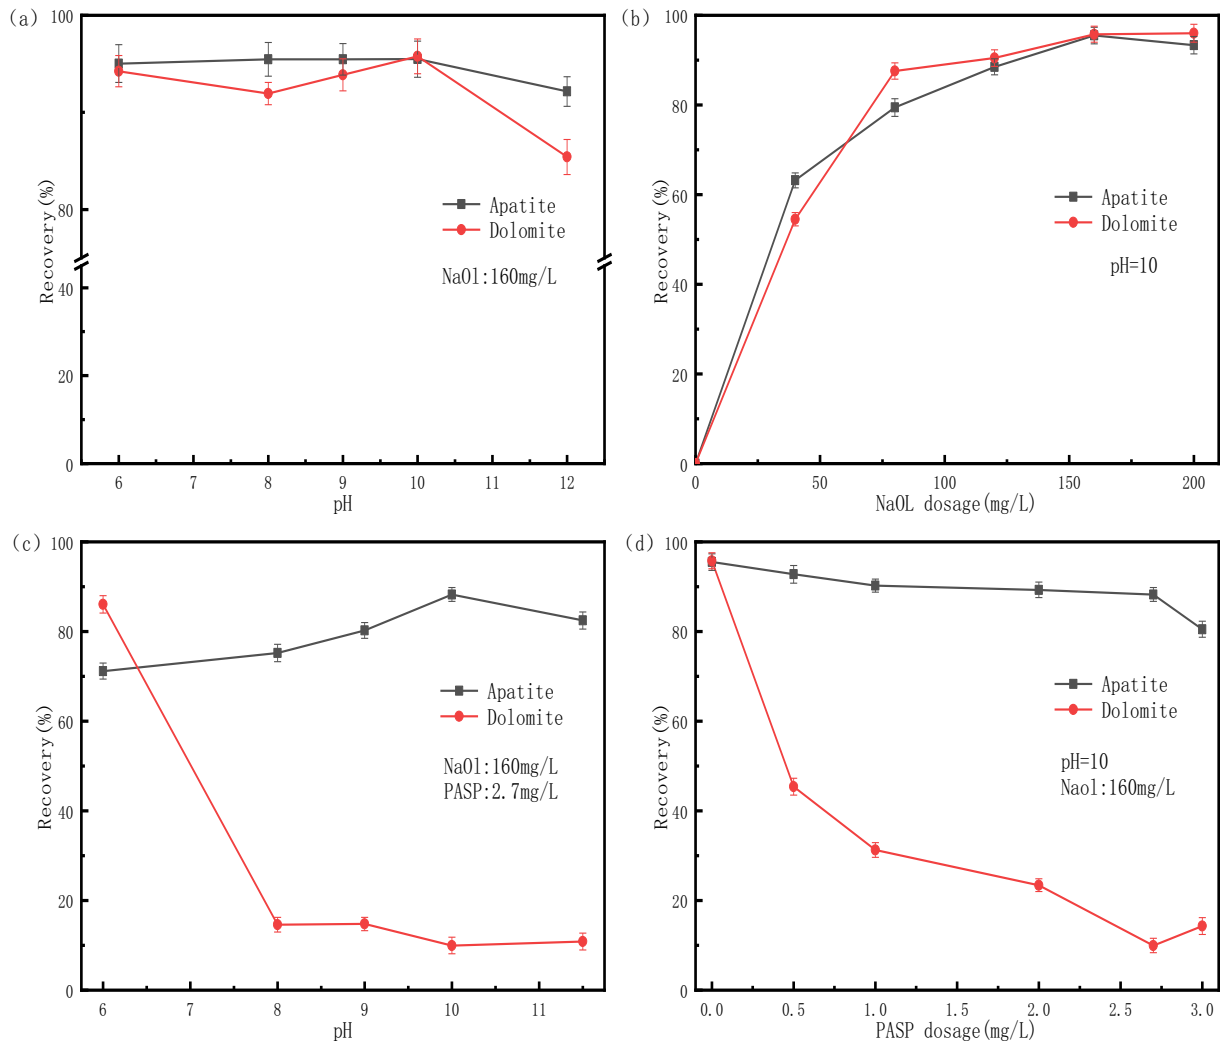 (a)
100
80
40
20
0
Recovery(%)
Apatite
Dolomite
NaOl:160mg/L
6 7 8 9 10 11 12
pH
(b)
100
80
60
40
20
0
Recovery(%)
Apatite
Dolomite
pH=10
0 50 100 150 200
NaOL dosage(mg/L)
(c)
100
80
60
40
20
0
Recovery(%)
Apatite
Dolomite
NaOl:160mg/L
PASP:2.7mg/L
6 7 8 9 10 11
pH
(d)
100
80
60
40
20
0
Recovery(%)
Apatite
Dolomite
pH=10
Naol:160mg/L
0.0 0.5 1.0 1.5 2.0 2.5 3.0
PASP dosage(mg/L)